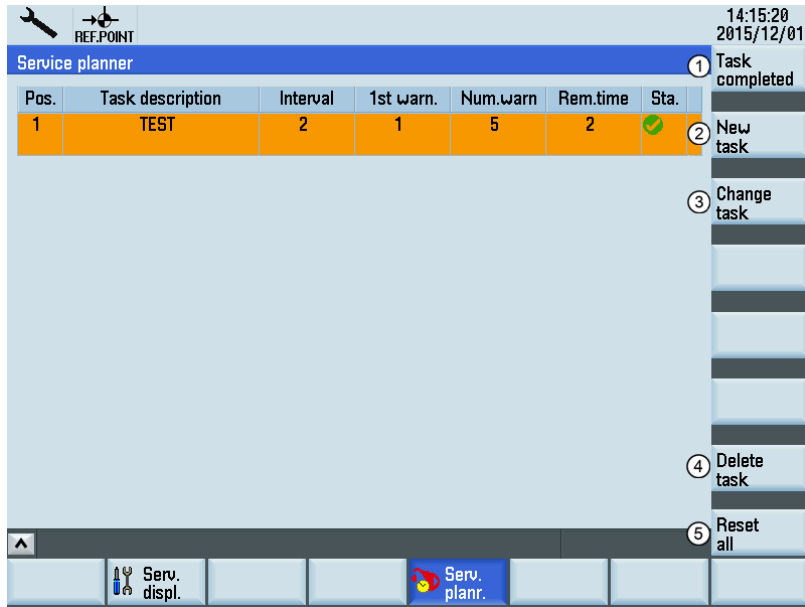 14:15:20
REF.POINT
2015/12/01
Service planner
1
Task
completed
Pos. Task description Interval 1st warn. Num.warn Rem.time Sta.
1 TEST 2 1 5 2
2
New
task
3
Change
task
4
Delete
task
5
Reset
all
Serv.
displ.
Serv.
planr.